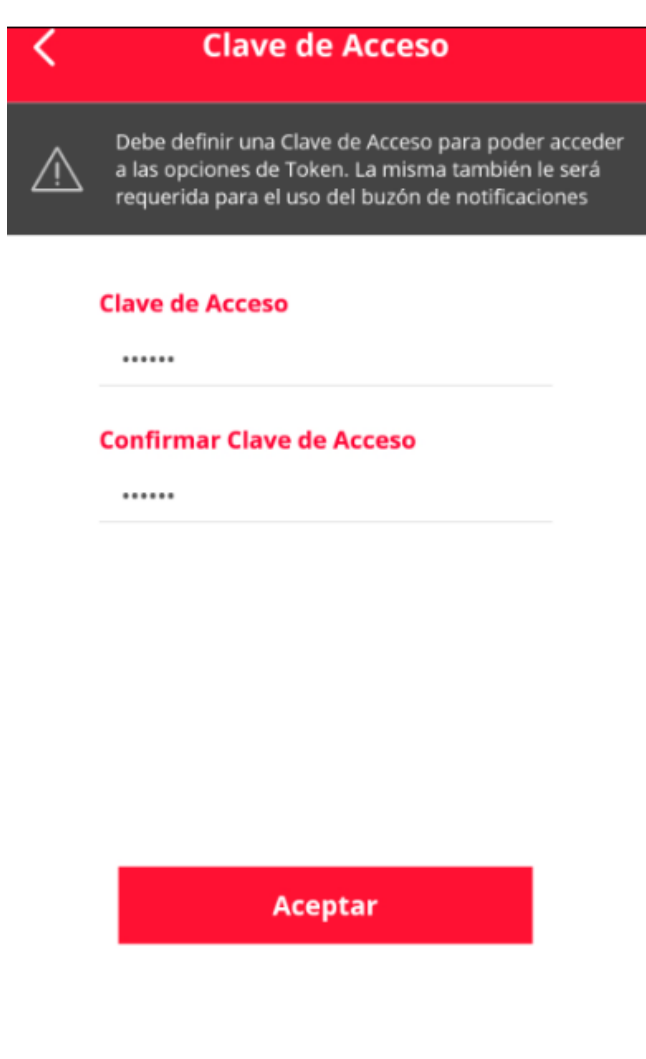 Clave de Acceso
Debe definir una Clave de Acceso para poder acceder
a las opciones de Token. La misma también le será
requerida para el uso del buzón de notificaciones
Clave de Acceso
••••••
Confirmar Clave de Acceso
••••••
Aceptar